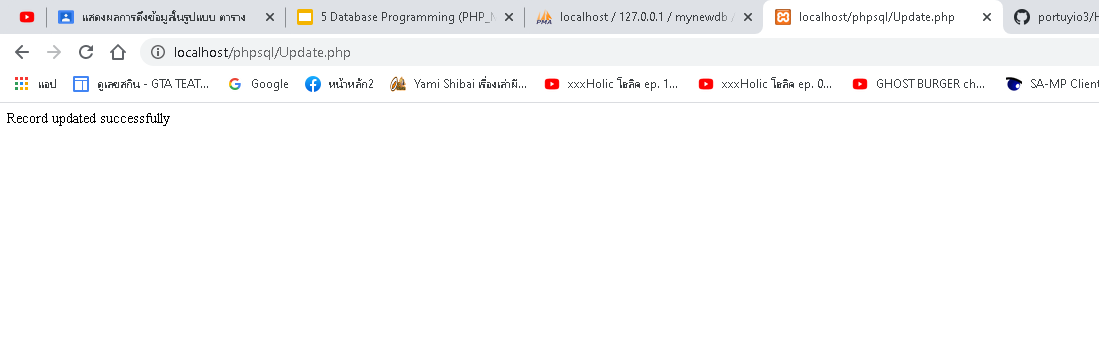 แสดงผลการดึงข้อมูลในรูปแบบ ตาราง
5 Database Programming (PHP_M
localhost / 127.0.0.1 / mynewdb /
localhost/phpsql/Update.php
portuyio3/H
localhost/phpsql/Update.php
แอป
ดูเลขสกิน - GTA TEAT...
Google
หน้าหลัก2
Yami Shibai เรื่องเล่าผี...
xxxHolic โฮลิค ep. 1...
xxxHolic โฮลิค ep. 0...
GHOST BURGER ch...
SA-MP Client
Record updated successfully